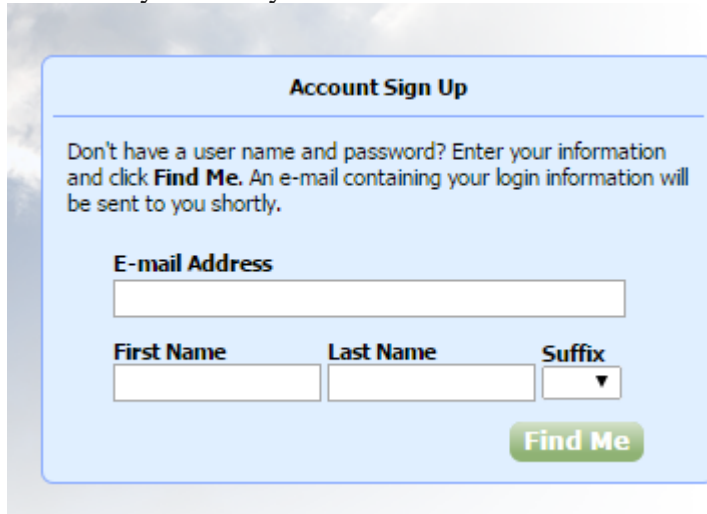 Account Sign Up
Don't have a user name and password? Enter your information
and click Find Me. An e-mail containing your login information will
be sent to you shortly.
E-mail Address
First Name Last Name Suffix
Find Me